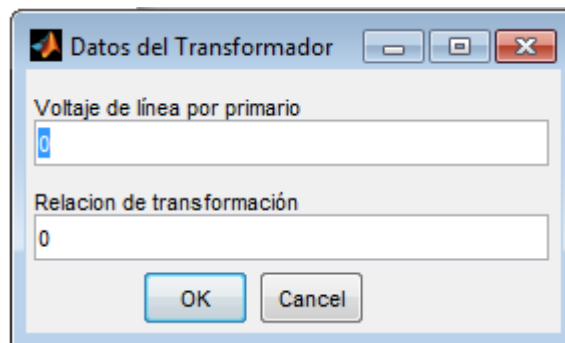 Datos del Transformador
Voltaje de línea por primario
0
Relacion de transformación
0
OK Cancel